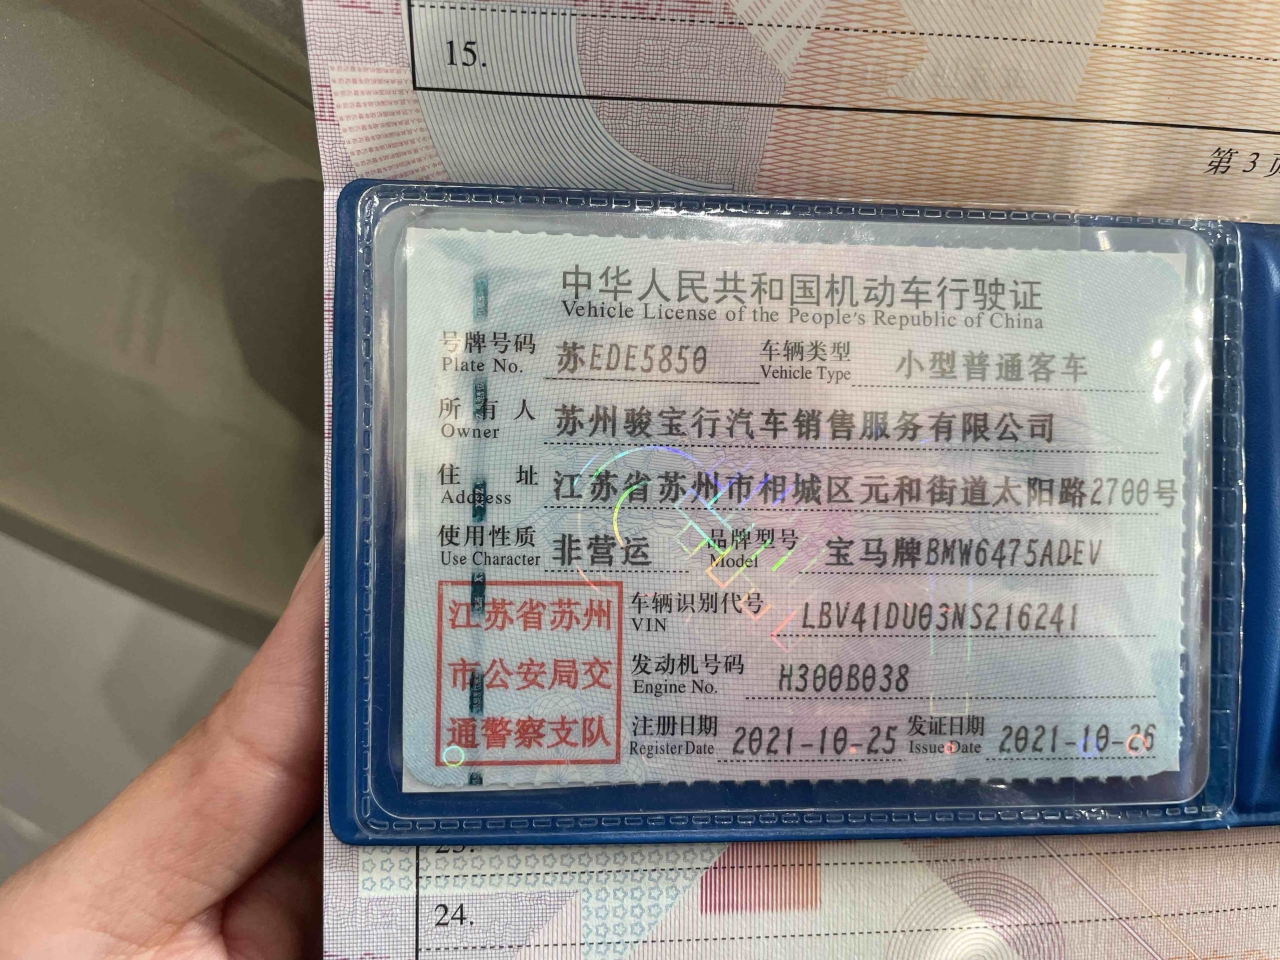 15.
第 3 页
中华人民共和国机动车行驶证
Vehicle License of the People's Republic of China
号牌号码 苏EDE5850 车辆类型 小型普通客车
Plate No. Vehicle Type
所有人 苏州骏宝行汽车销售服务有限公司
Owner
住址 江苏省苏州市相城区元和街道太阳路2700号
Address
使用性质 非营运 品牌型号 宝马牌BMW6475ADEV
Use Character Model
江苏省苏州
市公安局交
通警察支队
车辆识别代号 LBV41DU03NS216241
VIN
发动机号码 H300B038
Engine No.
注册日期 2021-10-25 发证日期 2021-10-26
Register Date Issue Date
24.